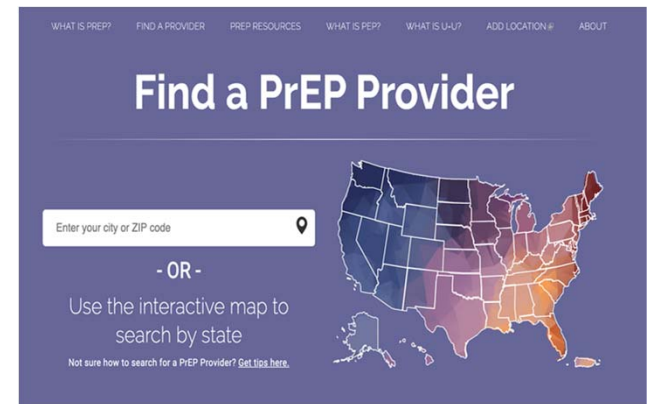 WHAT IS PREP? FIND A PROVIDER PREP RESOURCES WHAT IS PEP? WHAT IS U=U? ADD LOCATION ABOUT
Find a PrEP Provider
Enter your city or ZIP code
- OR -
Use the interactive map to
search by state
Not sure how to search for a PrEP Provider? Get tips here.